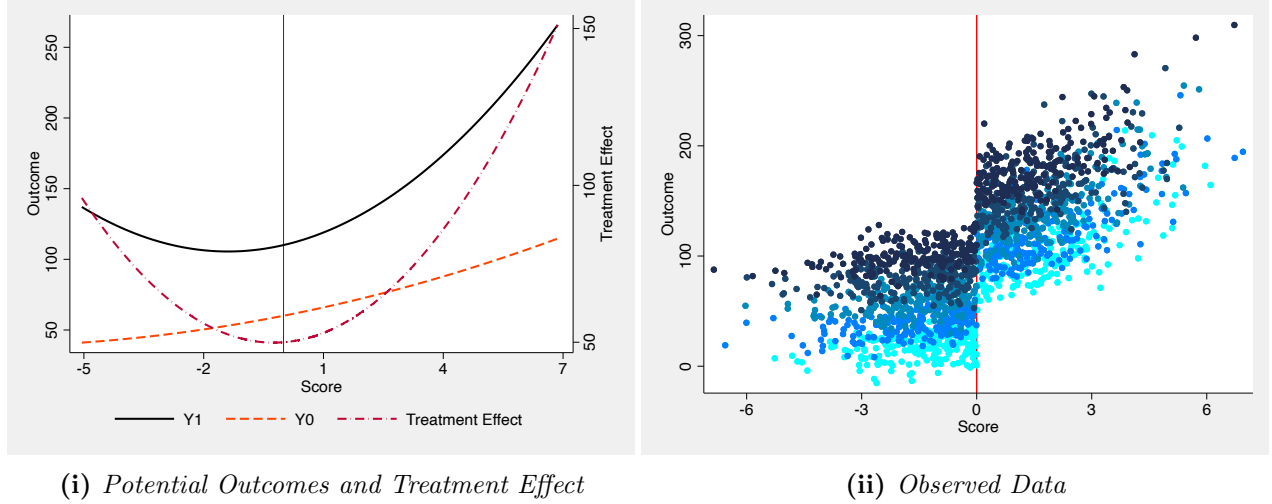 250
200
150
100
50
Outcome
150
100
50
Treatment Effect
-5
-2
1
4
7
Score
Y1 Y0 Treatment Effect
(i) Potential Outcomes and Treatment Effect
300
200
100
0
Outcome
-6
-3
0
3
6
Score
(ii) Observed Data